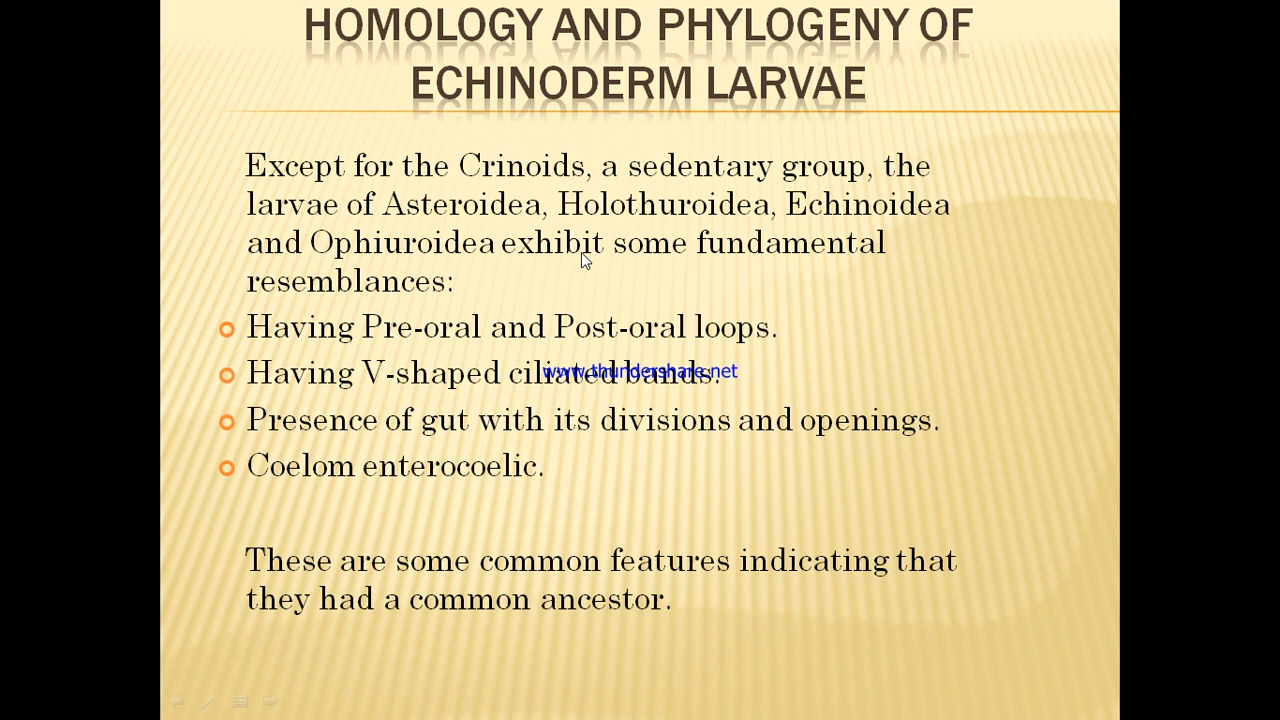 HOMOLOGY AND PHYLOGENY OF
ECHINODERM LARVAE
Except for the Crinoids, a sedentary group, the
larvae of Asteroidea, Holothuroidea, Echinoidea
and Ophiuroidea exhibit some fundamental
resemblances:
Having Pre-oral and Post-oral loops.
Having V-shaped ciliated bands.
www.thundershare.net
Presence of gut with its divisions and openings.
Coelom enterocoelic.
These are some common features indicating that
they had a common ancestor.